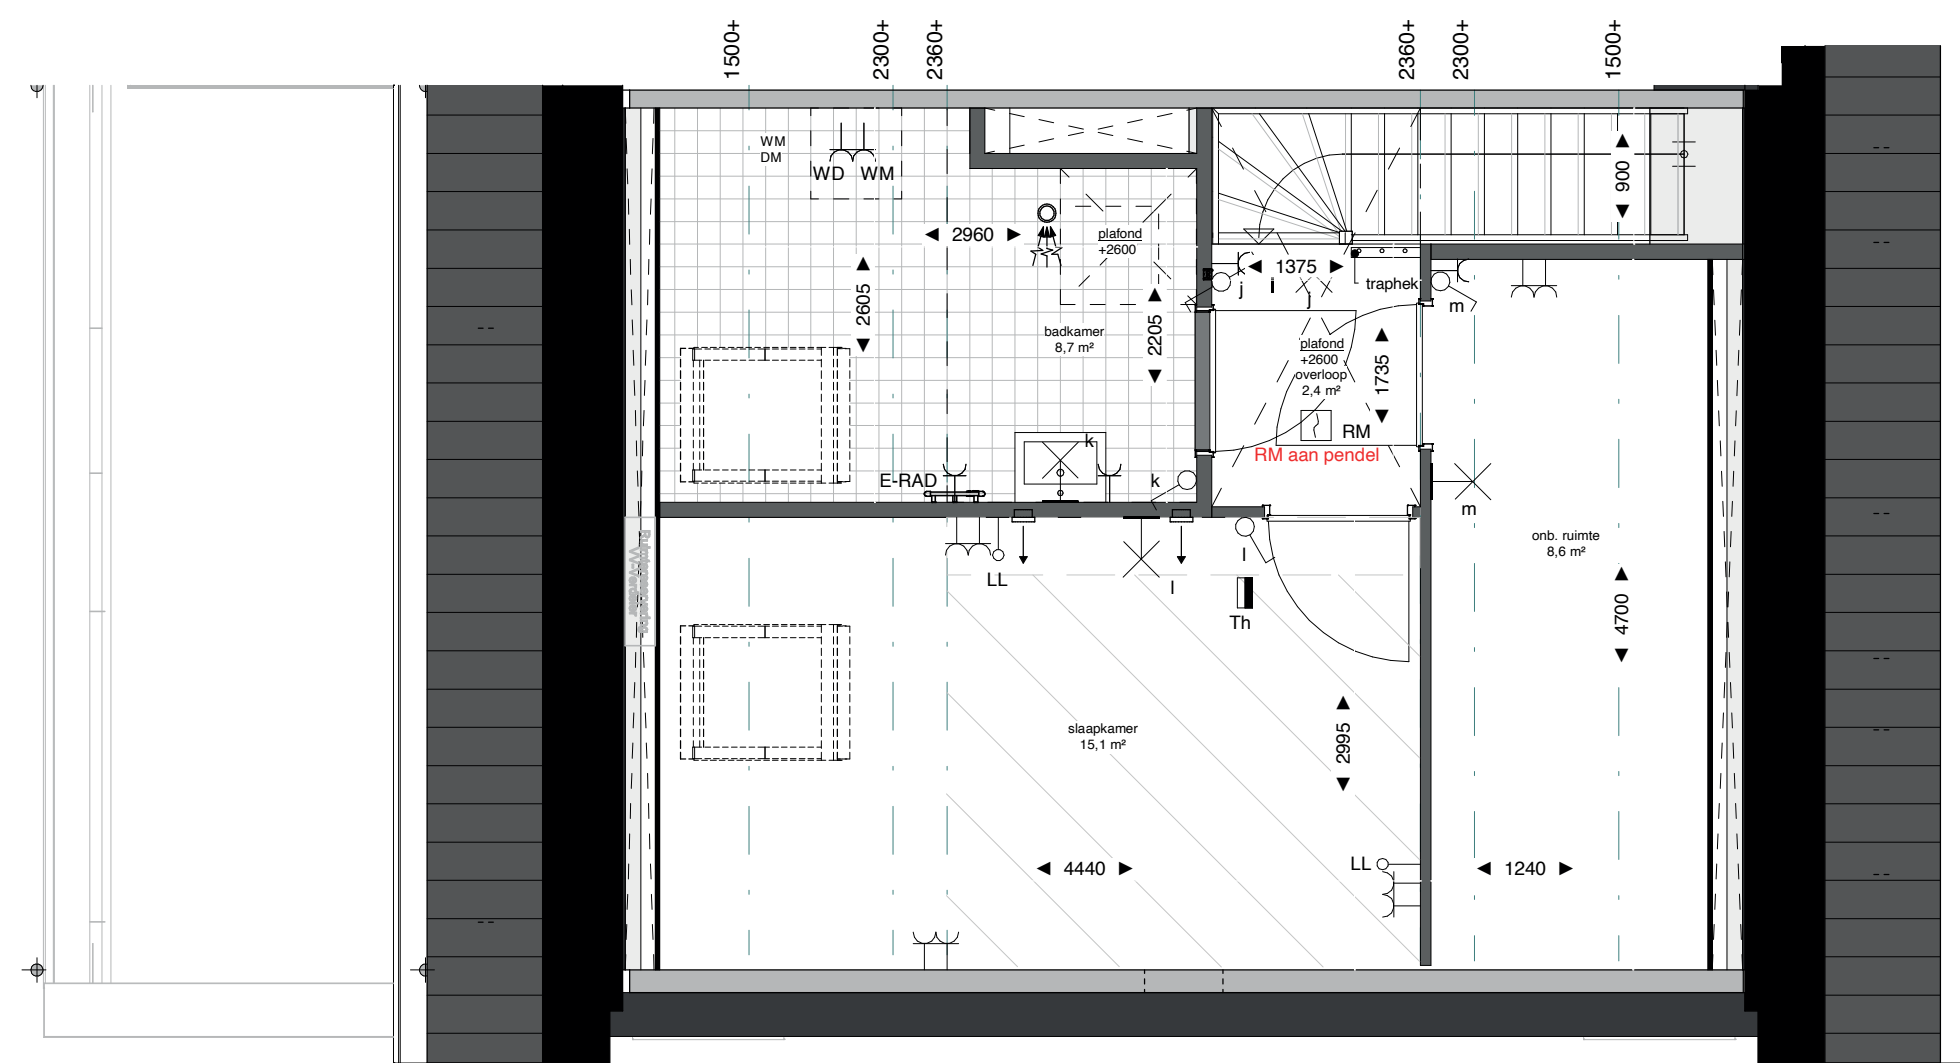 1500+
2300+
2360+
2360+
2300+
1500+
WM
DM
WD WM
2960
plafond
+2600
2605
2205
badkamer
8,7 m²
900
1375
j
i
j
traphek
m
plafond
+2600
overloop
2,4 m²
1735
RM
RM aan pendel
k
k
E-RAD
m
onb. ruimte
8,6 m²
LL
l
l
Th
4700
slaapkamer
15,1 m²
2995
LL
4440
1240